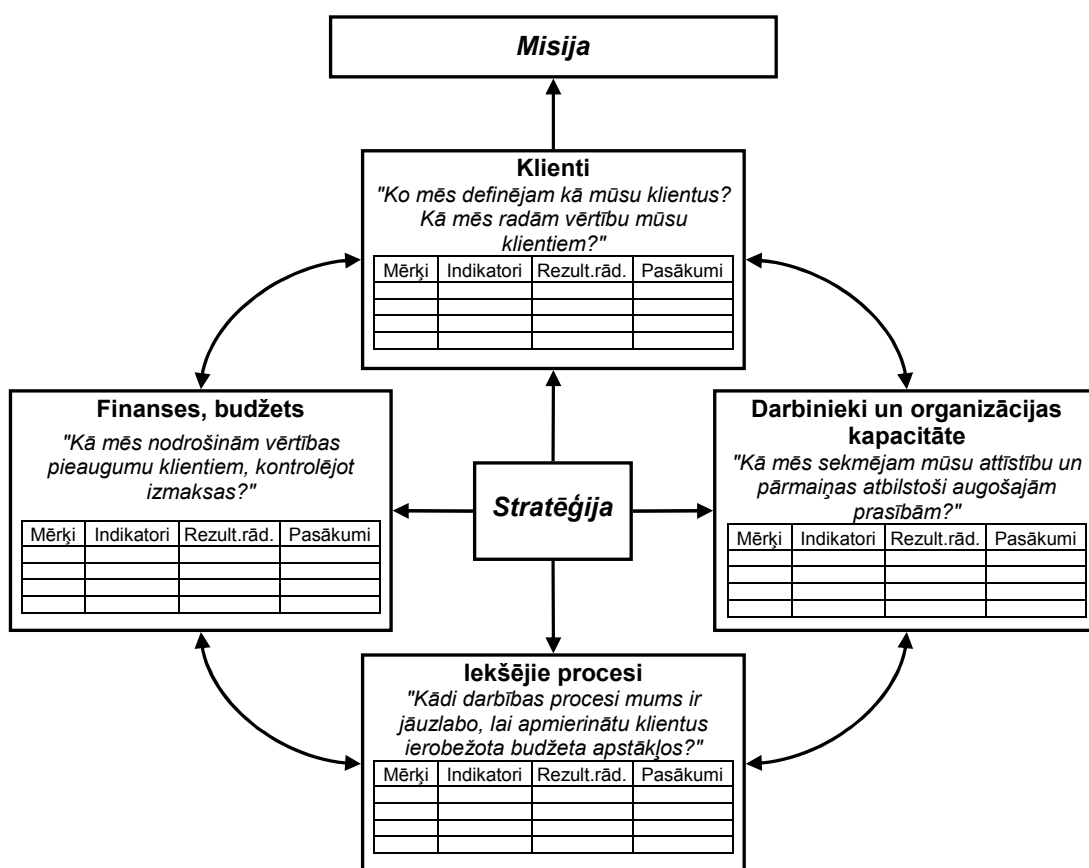 Misija
Klienti
"Ko mēs definējam kā mūsu klientus?
Kā mēs radām vērtību mūsu
klientiem?"
Mērķi Indikatori Rezult.rād. Pasākumi
Finanses, budžets
"Kā mēs nodrošinām vērtības
pieaugumu klientiem, kontrolējot
izmaksas?"
Mērķi Indikatori Rezult.rād. Pasākumi
Stratēģija
Darbinieki un organizācijas
kapacitāte
"Kā mēs sekmējam mūsu attīstību un
pārmaiņas atbilstoši augošajām
prasībām?"
Mērķi Indikatori Rezult.rād. Pasākumi
Iekšējie procesi
"Kādi darbības procesi mums ir
jāuzlabo, lai apmierinātu klientus
ierobežota budžeta apstākļos?"
Mērķi Indikatori Rezult.rād. Pasākumi